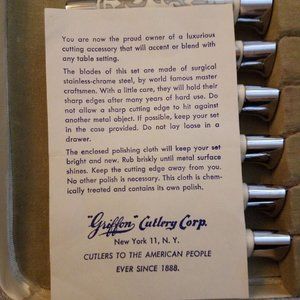 You are now the proud owner of a luxurious
cutting accessory that will accent or blend with
any table setting.
The blades of this set are made of surgical
stainless-chrome steel, by world famous master
craftsmen. With a little care, they will hold their
sharp edges after many years of hard use. Do
not allow a sharp cutting edge to hit against
another metal object. If possible, keep your set
in the case provided. Do not lay loose in a
drawer.
The enclosed polishing cloth will keep your set
bright and new. Rub briskly until metal surface
shines. Keep the cutting edge away from you.
No other polish is necessary. This cloth is chem-
ically treated and contains its own polish.
"Griffon" Cutlery Corp.
New York 11, N. Y.
CUTLERS TO THE AMERICAN PEOPLE
EVER SINCE 1888.